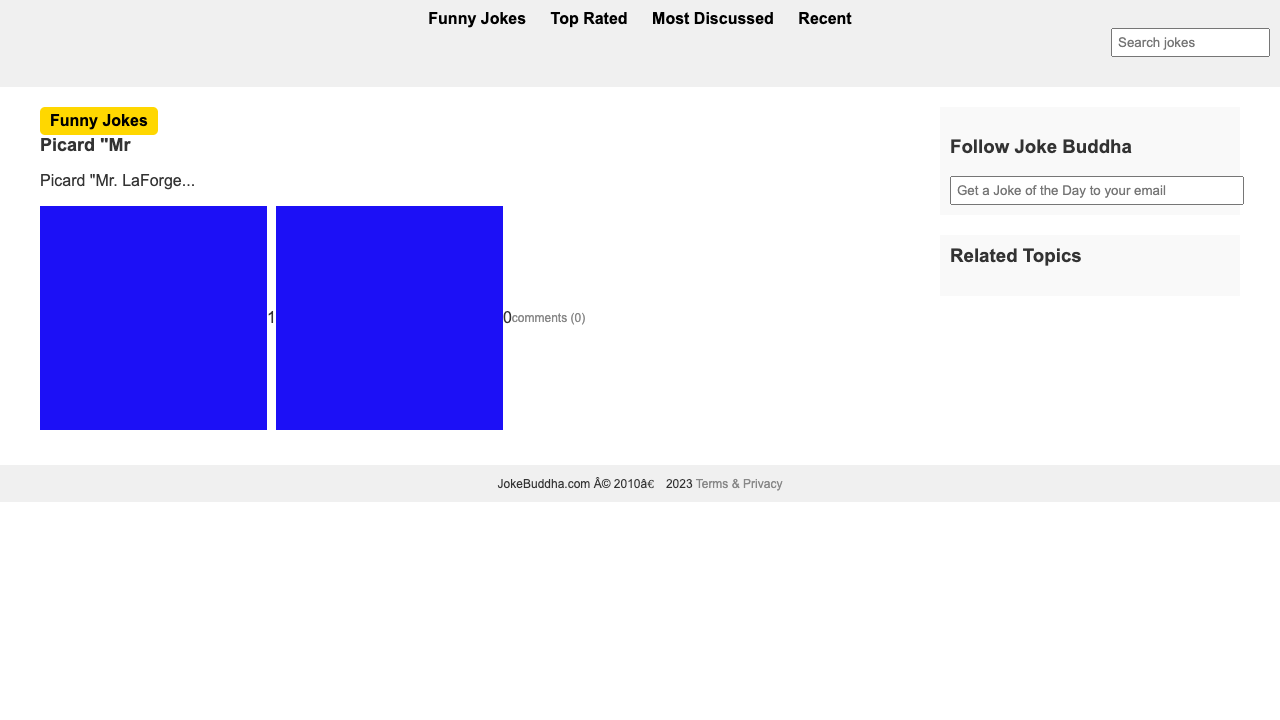 Funny Jokes Top Rated Most Discussed Recent
Search jokes
Funny Jokes
Picard "Mr
Picard "Mr. LaForge...
1 0 comments (0)
Follow Joke Buddha
Get a Joke of the Day to your email
Related Topics
JokeBuddha.com Â© 2010â€ 2023 Terms & Privacy